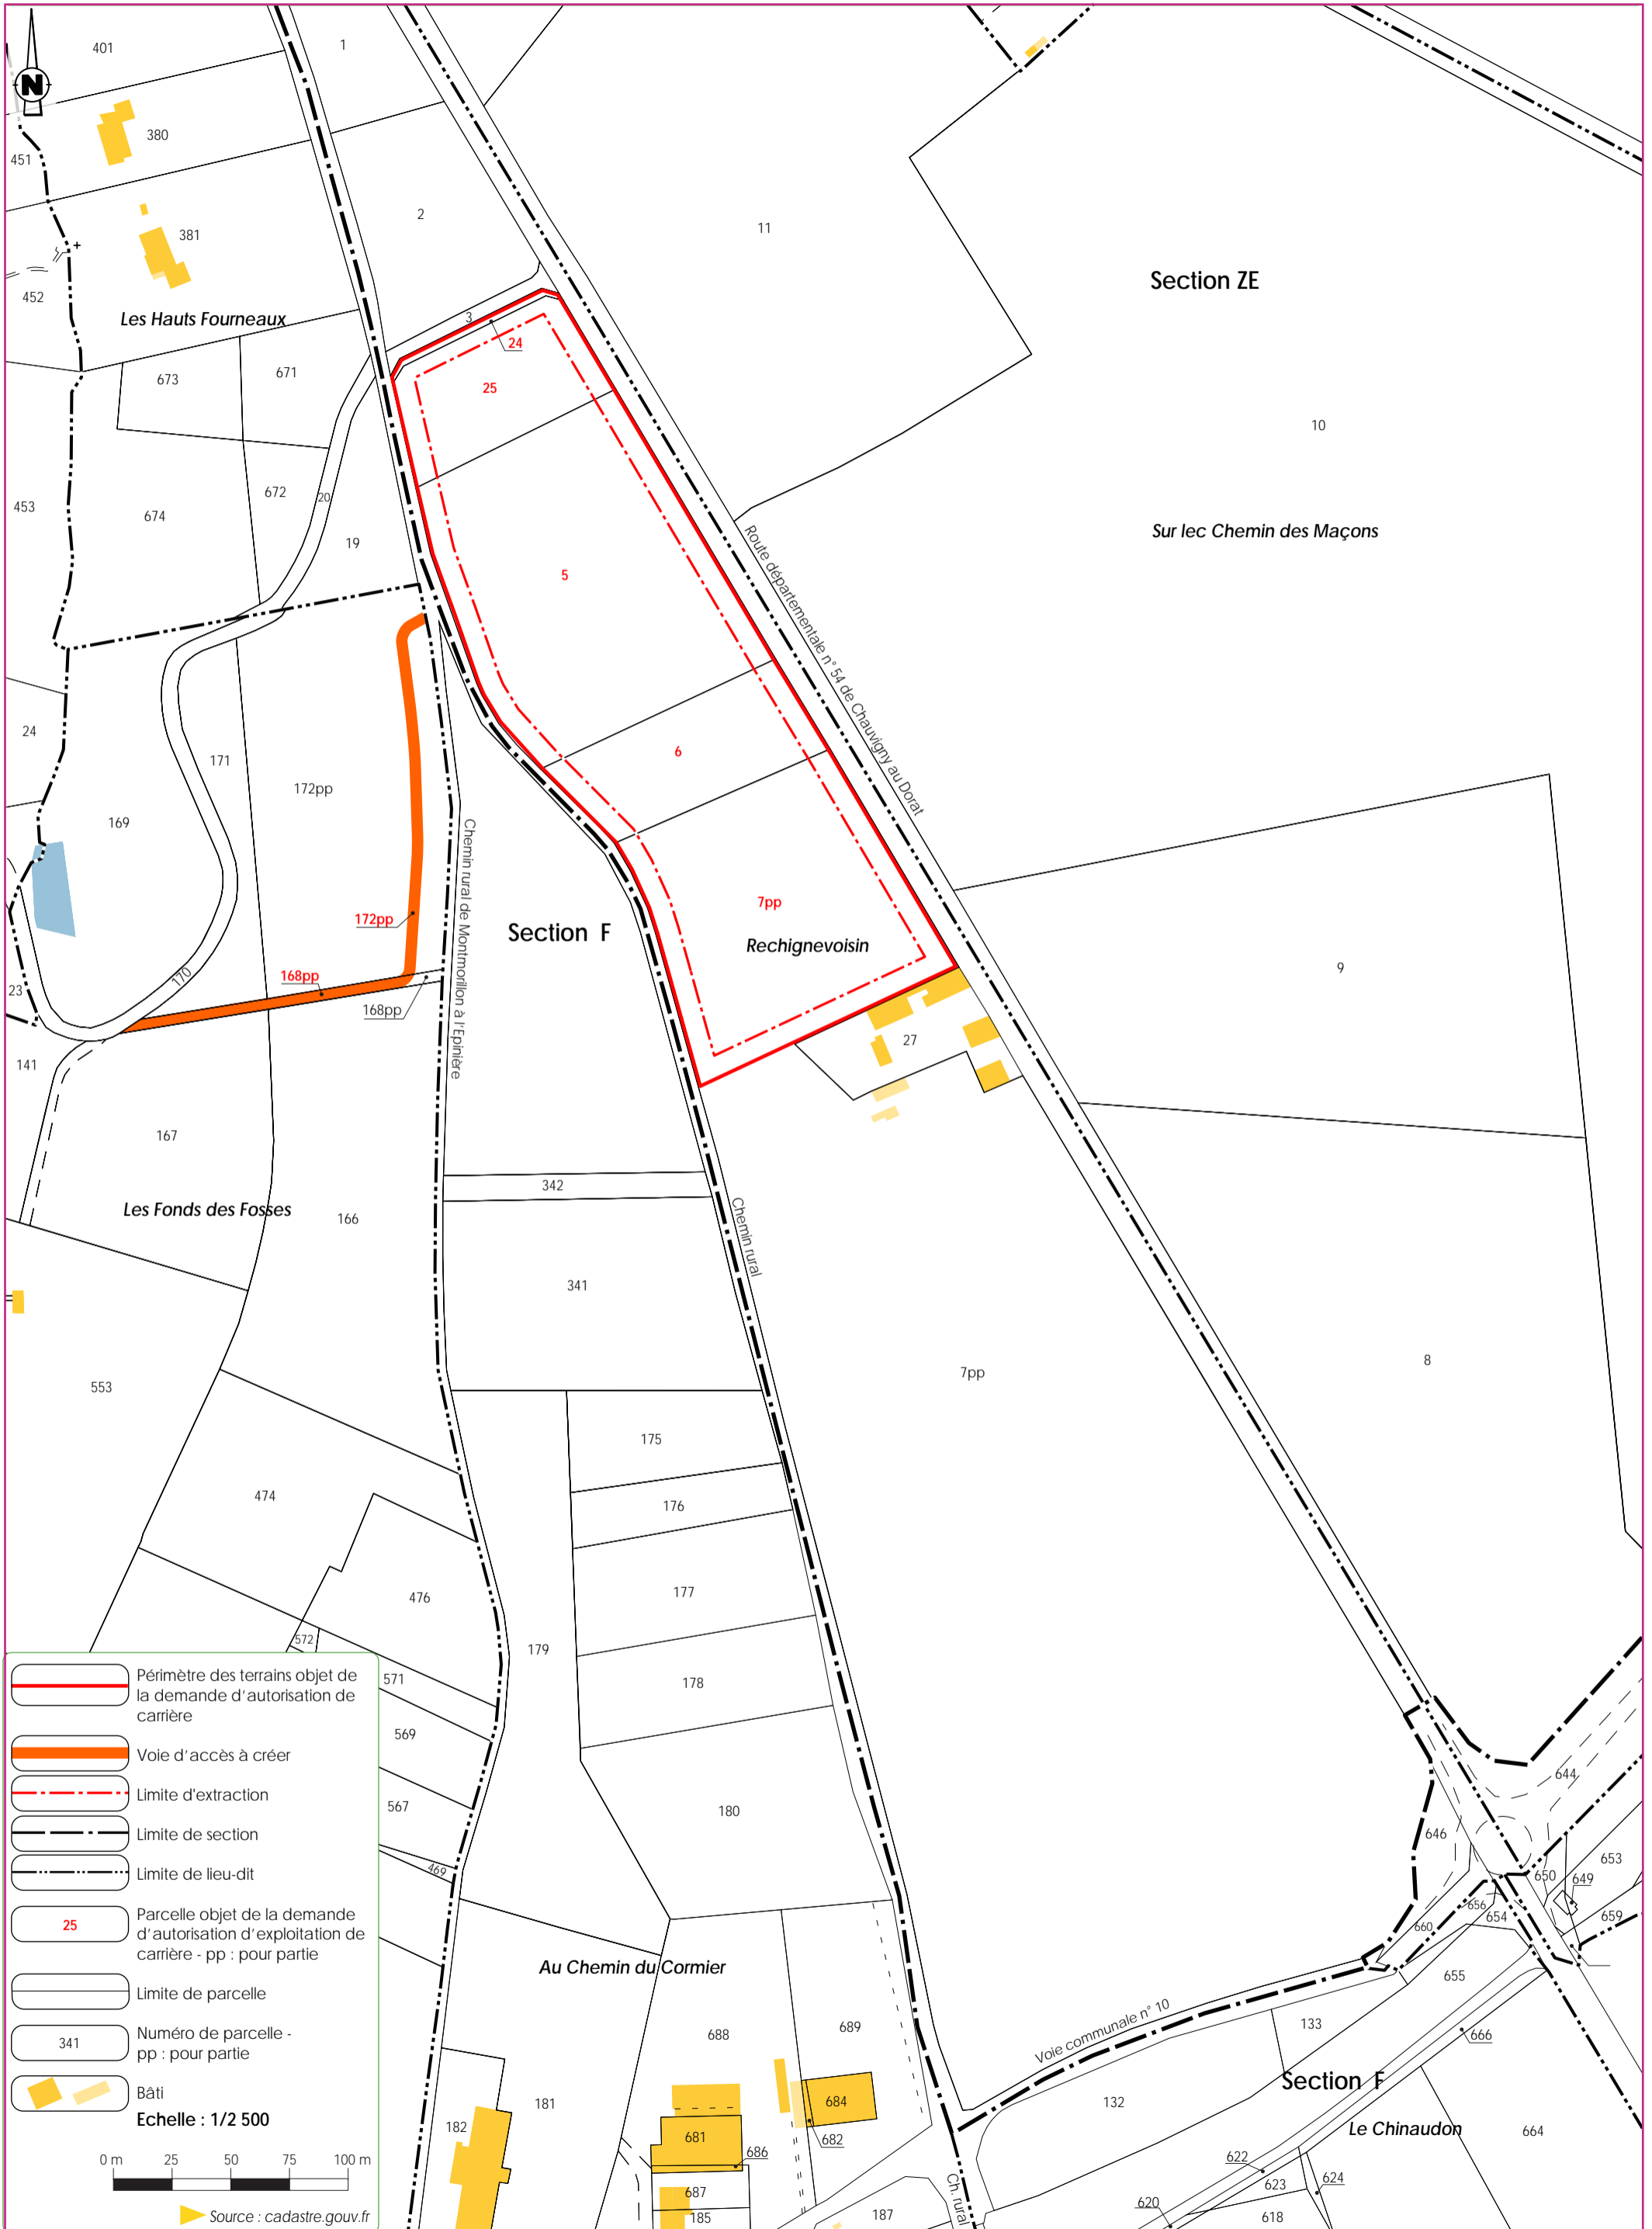 401
1
N
380
451
2
381
11
452
Section ZE
Les Hauts Fourneaux
3
24
673
671
25
10
453
674
672
20
19
Sur lec Chemin des Maçons
5
Route départementale n° 54 de Chauvigny au Dorat
24
171
172pp
6
169
Chemin rural de Montmorillon à l'Epinière
172pp
Section F
7pp
Rechignevoisin
168pp
170
168pp
23
9
27
141
167
342
Les Fonds des Fosses
166
Chemin rural
341
553
7pp
8
175
474
176
476
177
572
179
571
178
569
567
180
469
644
646
650
653
649
656
654
659
660
655
Au Chemin du Cormier
688
689
Voie communale n° 10
133
666
Section F
132
Le Chinaudon
664
181
182
684
681
682
686
687
185
187
Ch. rural
622
623
624
620
618
Périmètre des terrains objet de
la demande d'autorisation de
carrière
Voie d'accès à créer
Limite d'extraction
Limite de section
Limite de lieu-dit
25
Parcelle objet de la demande
d'autorisation d'exploitation de
carrière - pp : pour partie
Limite de parcelle
341
Numéro de parcelle -
pp : pour partie
Bâti
Echelle : 1/2 500
0 m 25 50 75 100 m
Source : cadastre.gouv.fr